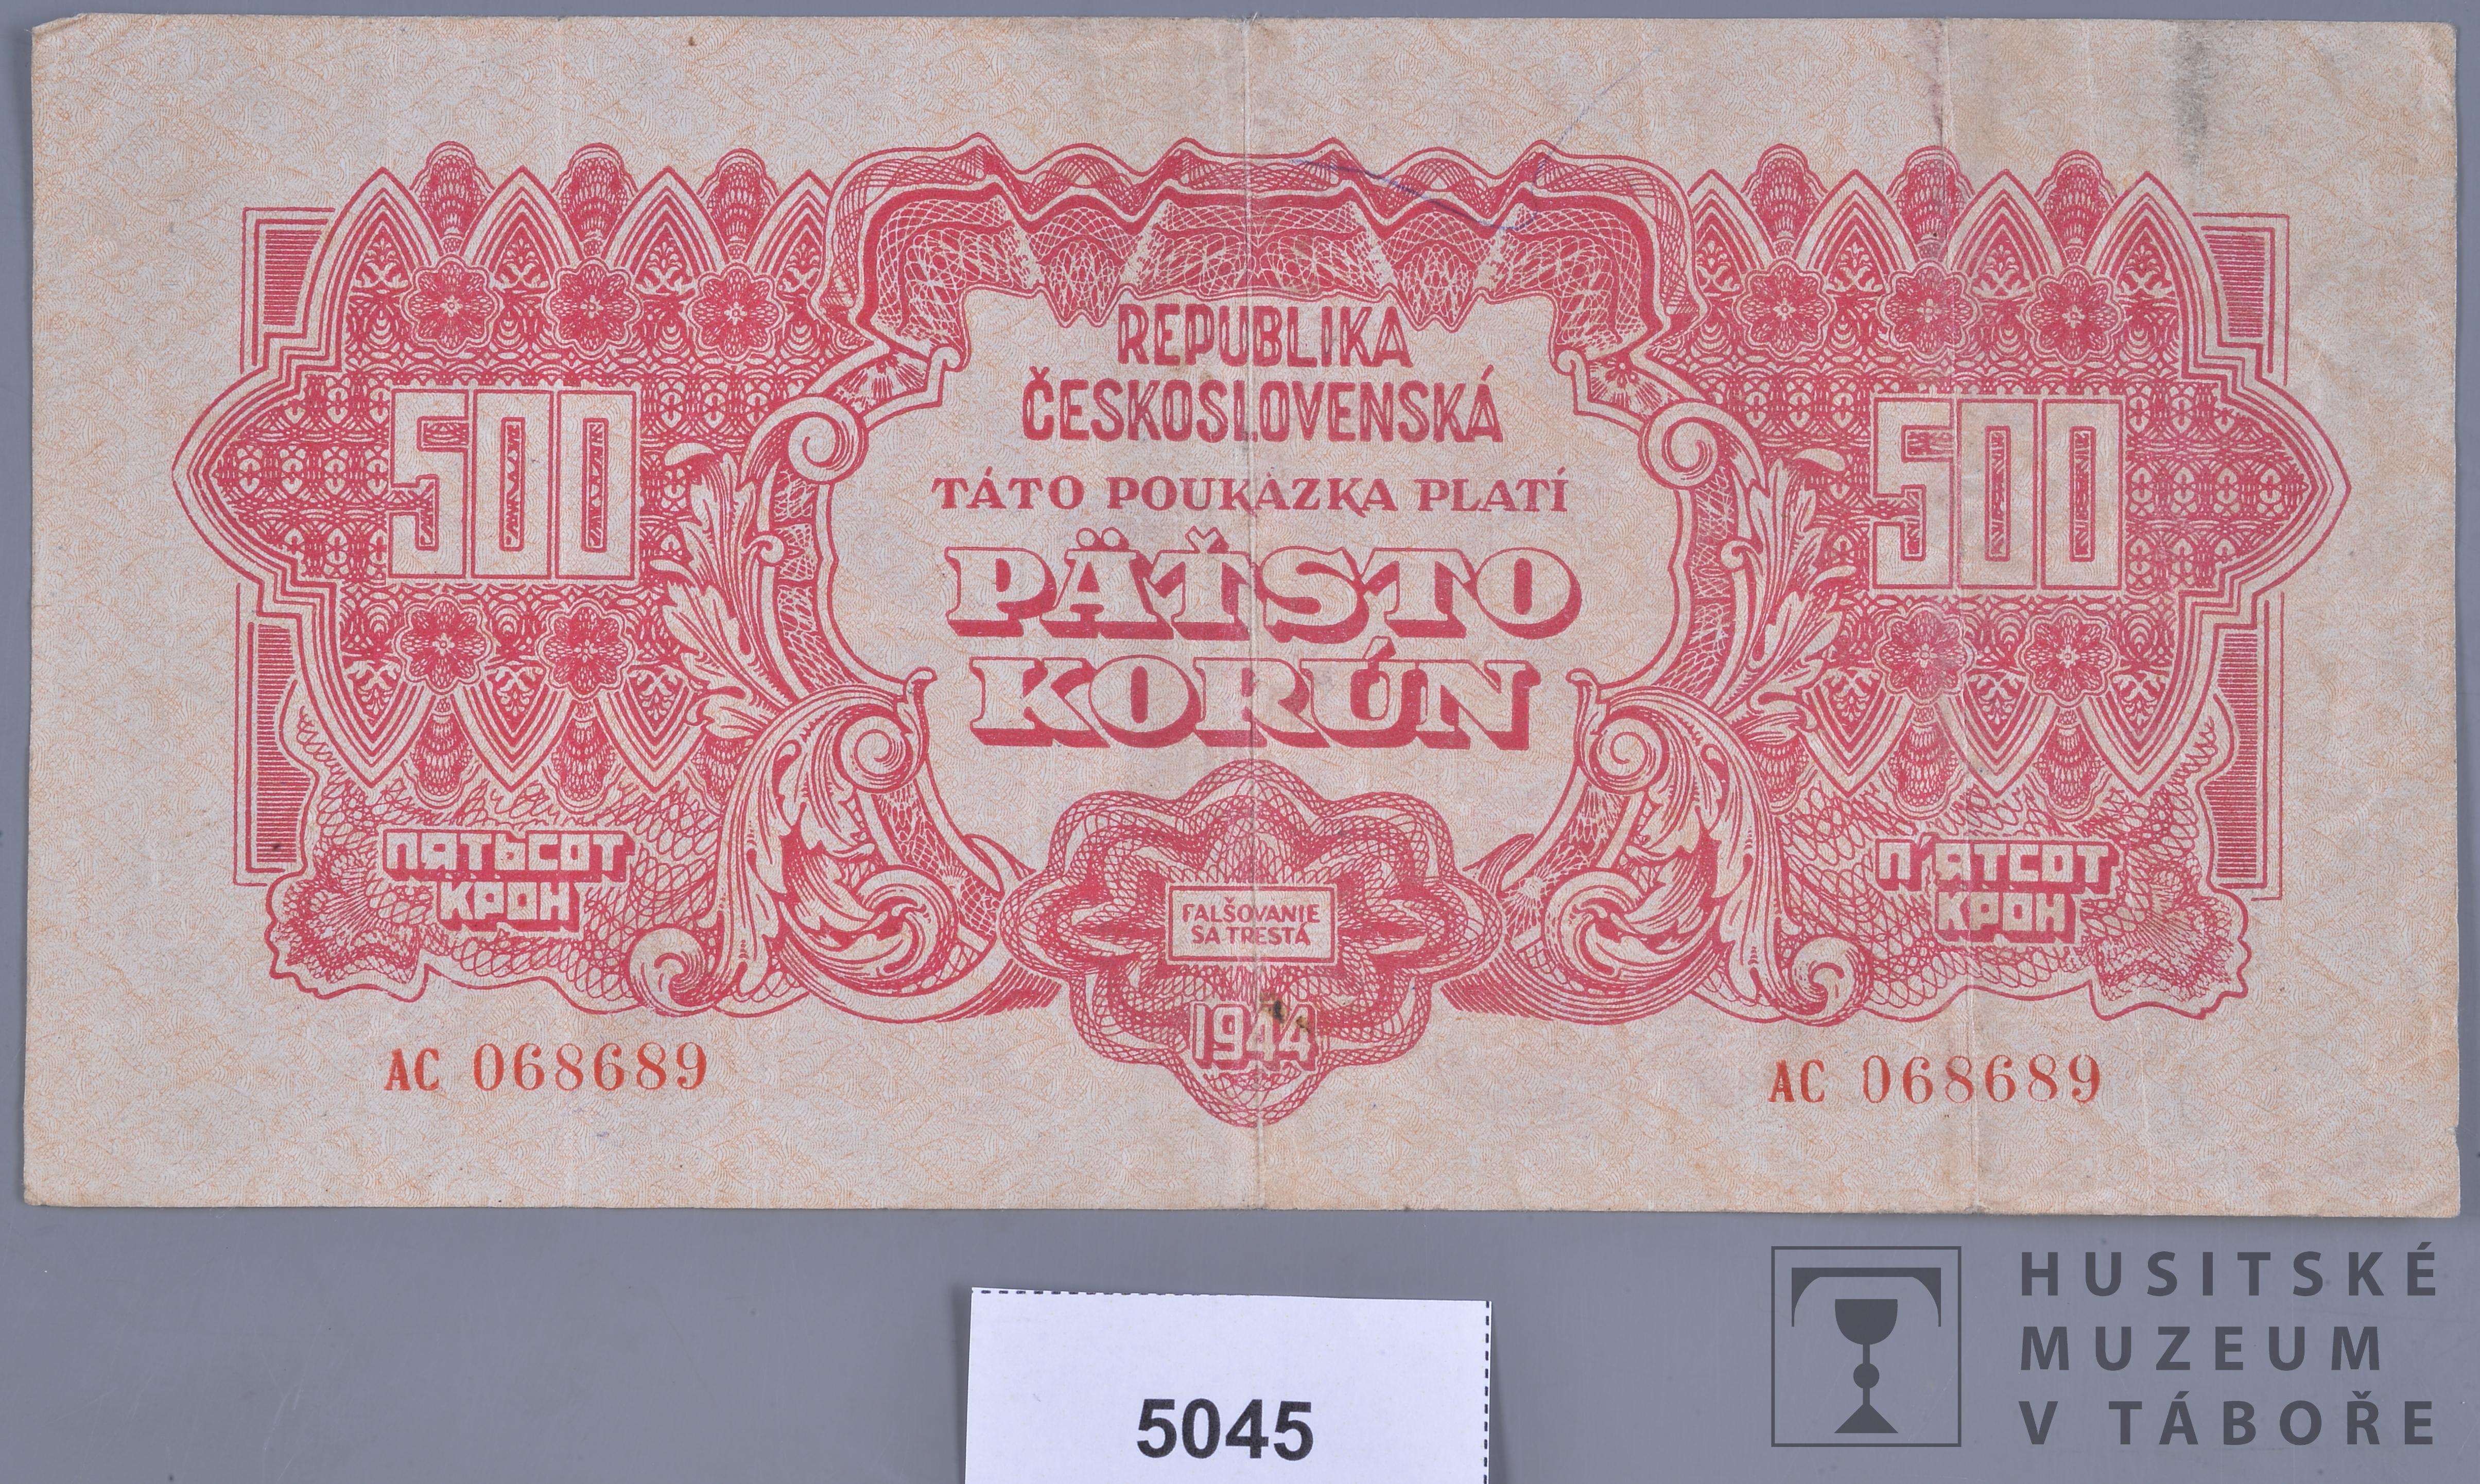 REPUBLIKA
ČESKOSLOVENSKÁ
TÁTO POUKÁZKA PLATÍ
500
PÄŤSTO
KORÚN
500
ПЯТЬСОТ
КРОН
FALŠOVANIE
SA TRESTÁ
П'ЯТСОТ
КРОН
1944
AC 068689
AC 068689
5045
HUSITSKÉ
MUZEUM
V TÁBOŘE